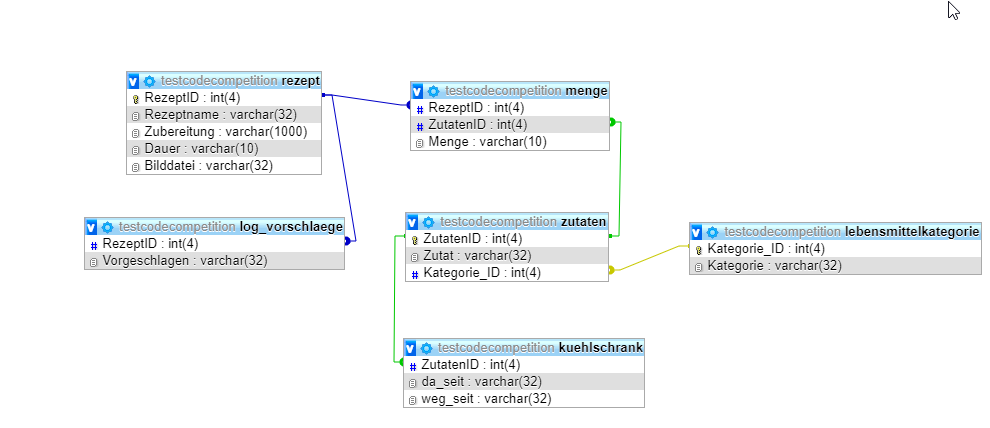 testcodecompetition rezept
RezeptID : int(4)
Rezeptname : varchar(32)
Zubereitung : varchar(1000)
Dauer : varchar(10)
Bilddatei : varchar(32)
testcodecompetition menge
RezeptID : int(4)
ZutatenID : int(4)
Menge : varchar(10)
testcodecompetition log_vorschlaege
RezeptID : int(4)
Vorgeschlagen : varchar(32)
testcodecompetition zutaten
ZutatenID : int(4)
Zutat : varchar(32)
Kategorie_ID : int(4)
testcodecompetition lebensmittelkategorie
Kategorie_ID : int(4)
Kategorie : varchar(32)
testcodecompetition kuehlschrank
ZutatenID : int(4)
da_seit : varchar(32)
weg_seit : varchar(32)